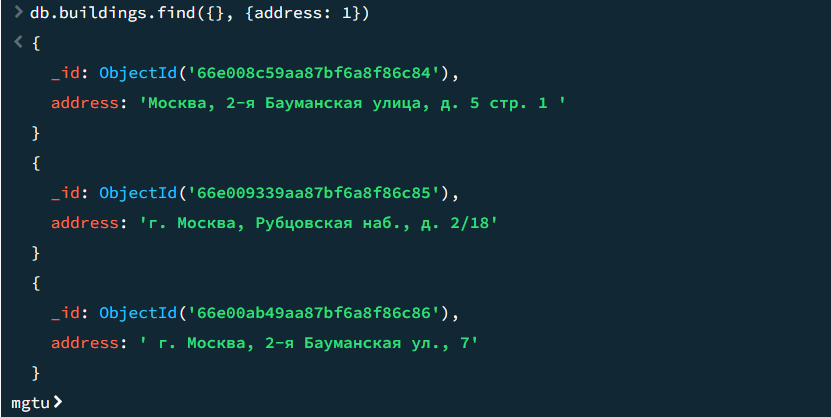 > db.buildings.find({}, {address: 1})
< {
_id: ObjectId('66e008c59aa87bf6a8f86c84'),
address: 'Москва, 2-я Бауманская улица, д. 5 стр. 1 '
}
{
_id: ObjectId('66e009339aa87bf6a8f86c85'),
address: 'г. Москва, Рубцовская наб., д. 2/18'
}
{
_id: ObjectId('66e00ab49aa87bf6a8f86c86'),
address: ' г. Москва, 2-я Бауманская ул., 7'
}
mgtu>